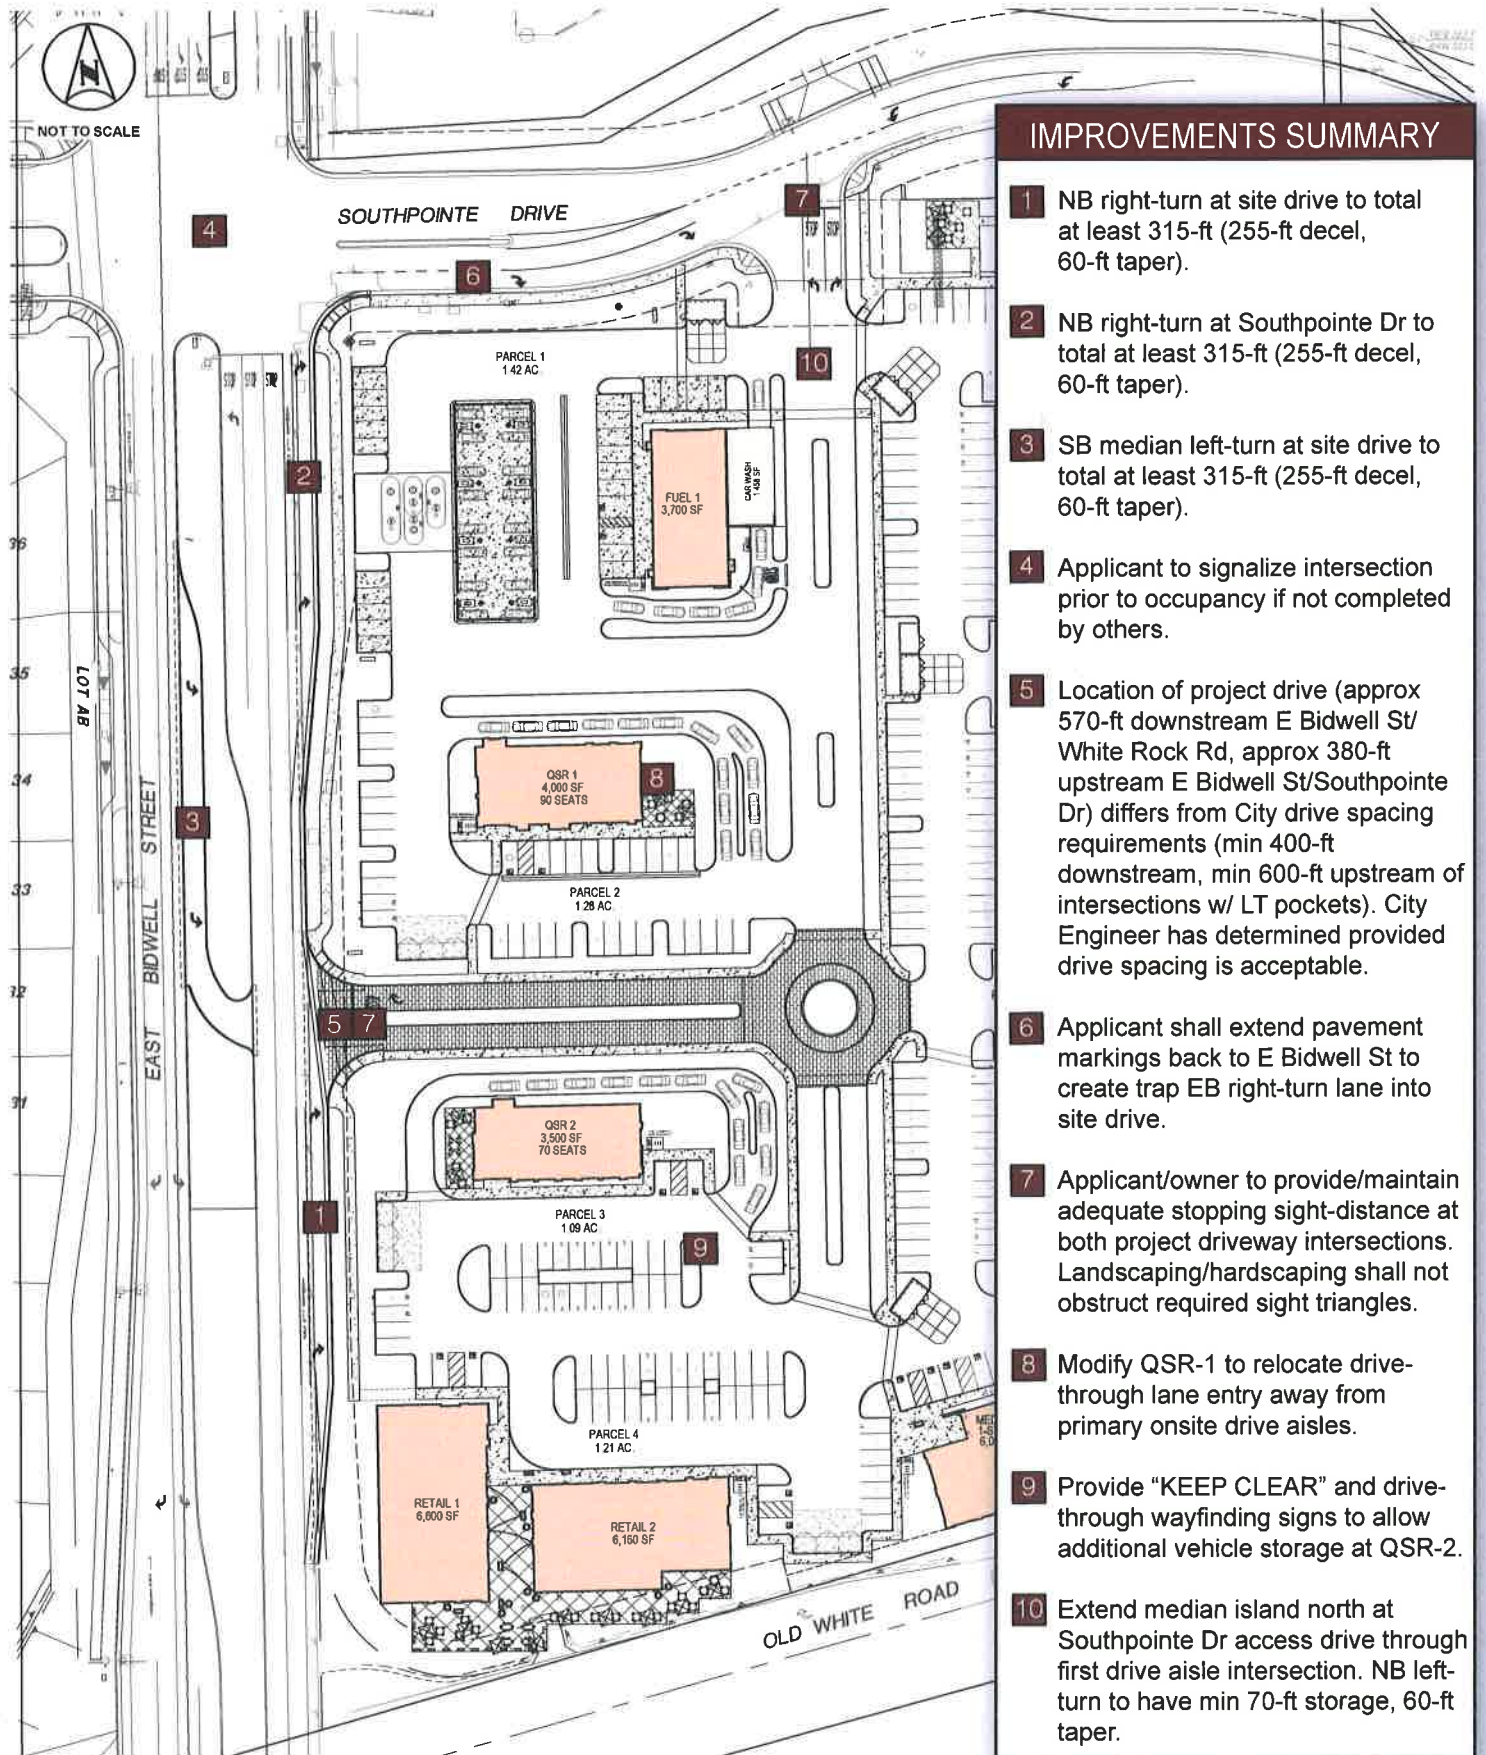 NOT TO SCALE
N
SOUTHPOINTE DRIVE
STOP STOP
STOP STOP STOP
PARCEL 1
1.42 AC
FUEL 1
3,700 SF
CAR WASH
1,458 SF
36
35
34
33
32
31
LOT AB
EAST BIDWELL STREET
QSR 1
4,000 SF
90 SEATS
PARCEL 2
1.28 AC
QSR 2
3,500 SF
70 SEATS
PARCEL 3
1.09 AC
PARCEL 4
1.21 AC
RETAIL 1
6,600 SF
RETAIL 2
6,160 SF
OLD WHITE ROAD
4
6
7
10
2
3
8
5 7
1
9
IMPROVEMENTS SUMMARY
1 NB right-turn at site drive to total
at least 315-ft (255-ft decel,
60-ft taper).
2 NB right-turn at Southpointe Dr to
total at least 315-ft (255-ft decel,
60-ft taper).
3 SB median left-turn at site drive to
total at least 315-ft (255-ft decel,
60-ft taper).
4 Applicant to signalize intersection
prior to occupancy if not completed
by others.
5 Location of project drive (approx
570-ft downstream E Bidwell St/
White Rock Rd, approx 380-ft
upstream E Bidwell St/Southpointe
Dr) differs from City drive spacing
requirements (min 400-ft
downstream, min 600-ft upstream of
intersections w/ LT pockets). City
Engineer has determined provided
drive spacing is acceptable.
6 Applicant shall extend pavement
markings back to E Bidwell St to
create trap EB right-turn lane into
site drive.
7 Applicant/owner to provide/maintain
adequate stopping sight-distance at
both project driveway intersections.
Landscaping/hardscaping shall not
obstruct required sight triangles.
8 Modify QSR-1 to relocate drive-
through lane entry away from
primary onsite drive aisles.
9 Provide “KEEP CLEAR” and drive-
through wayfinding signs to allow
additional vehicle storage at QSR-2.
10 Extend median island north at
Southpointe Dr access drive through
first drive aisle intersection. NB left-
turn to have min 70-ft storage, 60-ft
taper.